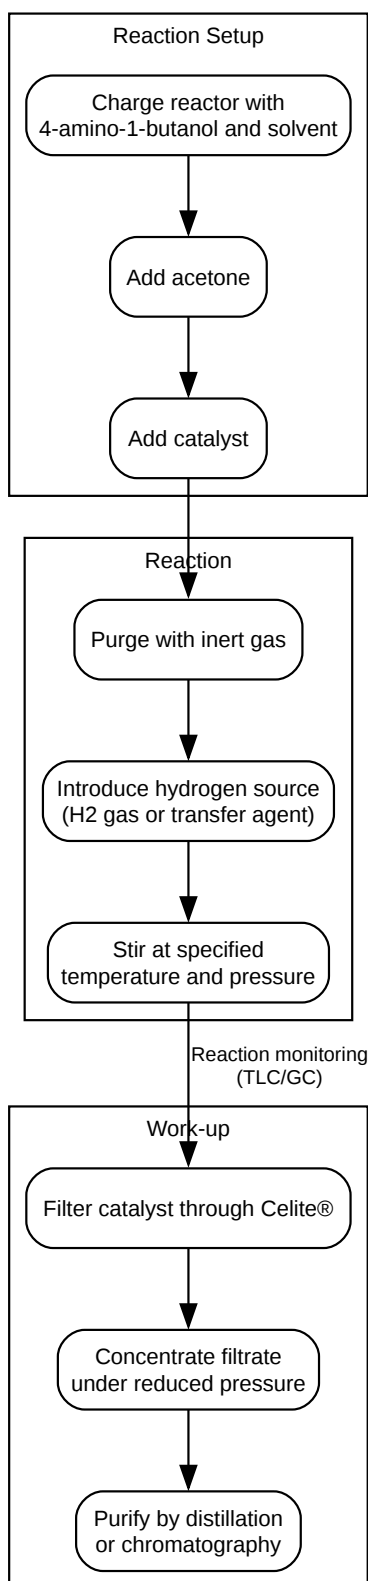 Reaction Setup
Charge reactor with
4-amino-1-butanol and solvent
Add acetone
Add catalyst
Reaction
Purge with inert gas
Introduce hydrogen source
(H2 gas or transfer agent)
Stir at specified
temperature and pressure
Reaction monitoring
(TLC/GC)
Work-up
Filter catalyst through Celite®
Concentrate filtrate
under reduced pressure
Purify by distillation
or chromatography